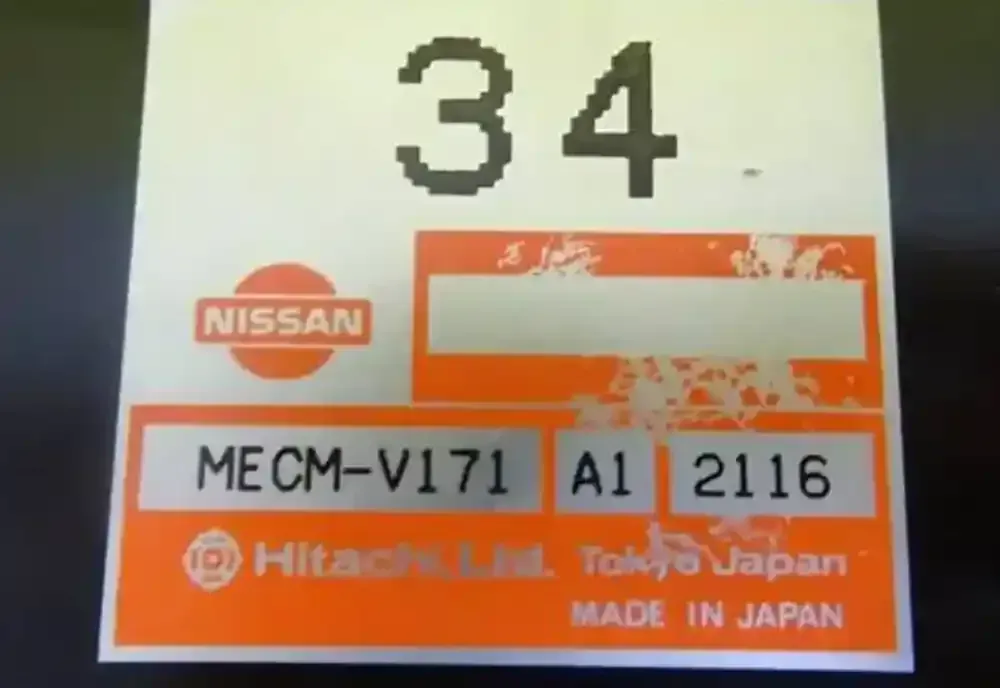 34
NISSAN
MECM-V171 A1 2116
Hitachi, Ltd. Tokyo Japan
MADE IN JAPAN